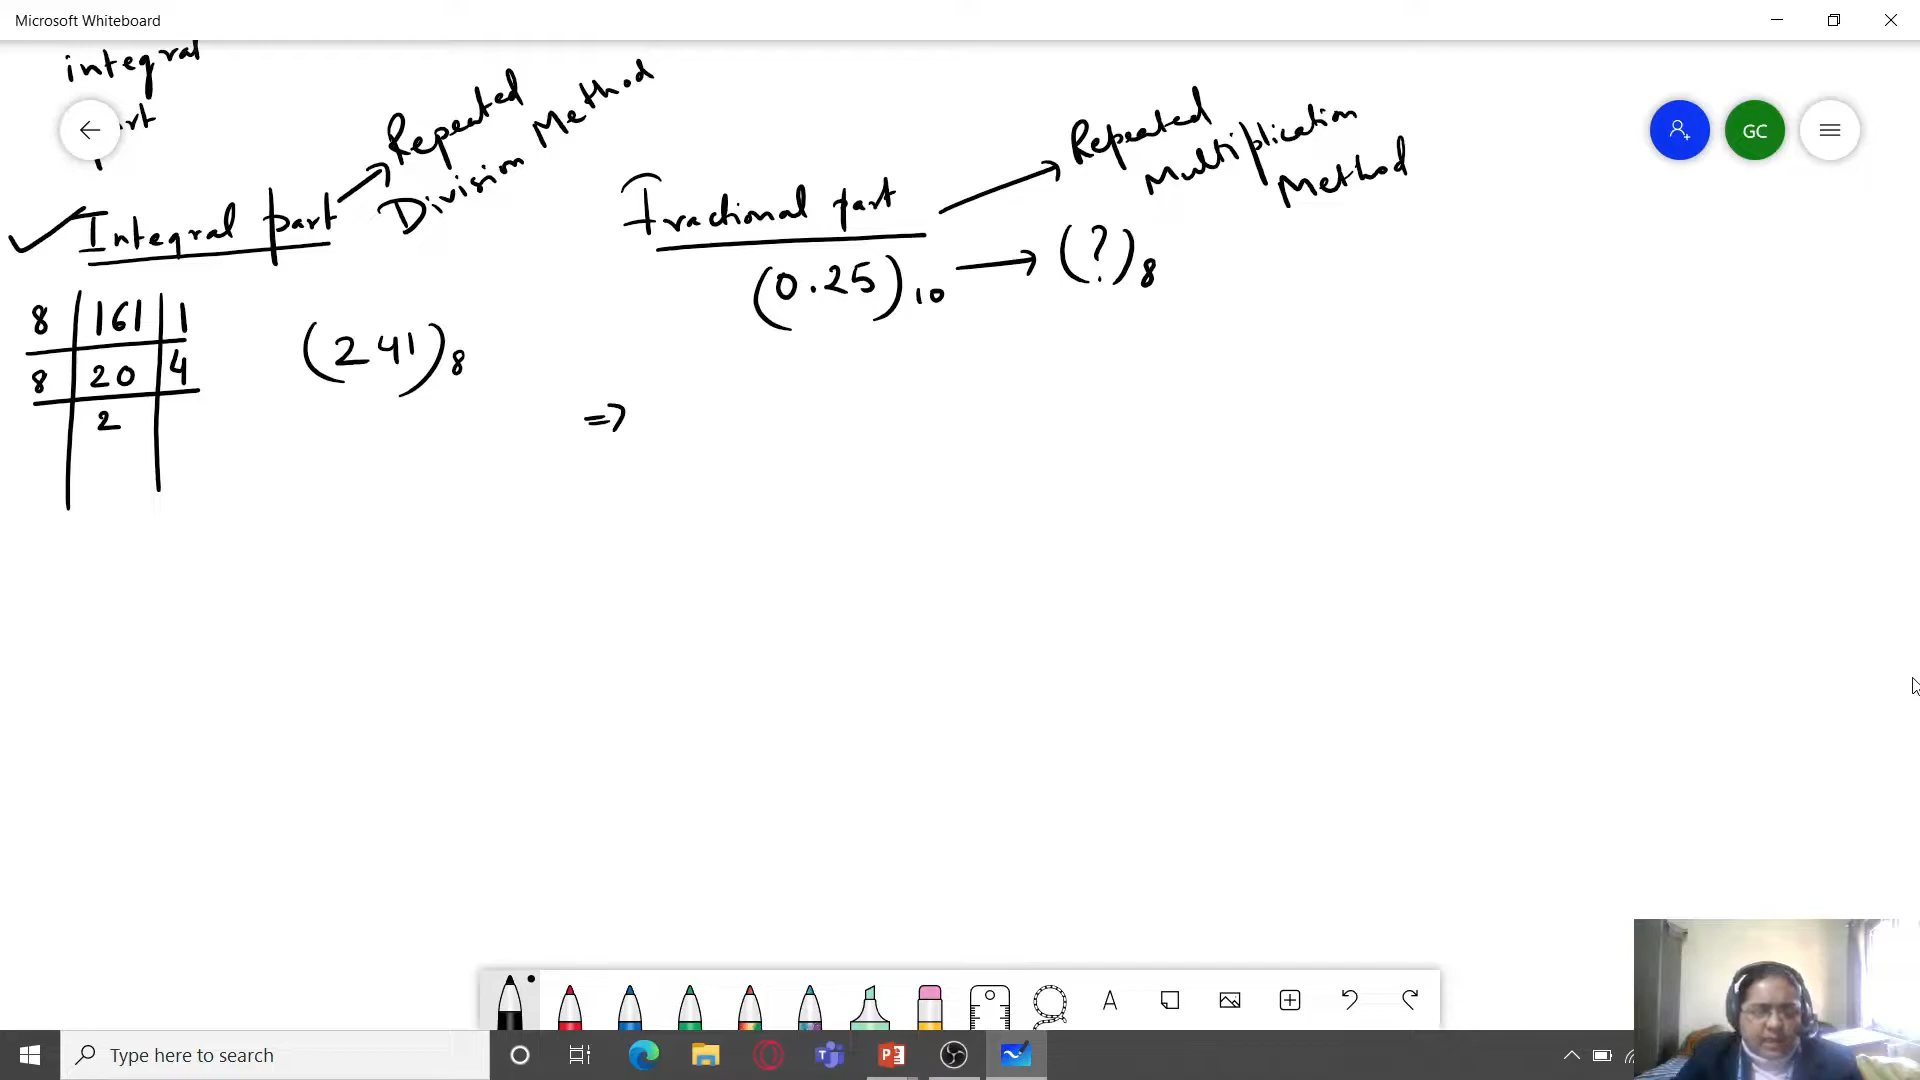 Microsoft Whiteboard
integral
part
Integral part
Repeated
Division Method
8 161 1
8 20 4
2
(241)8
Fractional part
Repeated
Multiplication
Method
(0.25)10 → (?)8
=>
GC
Type here to search